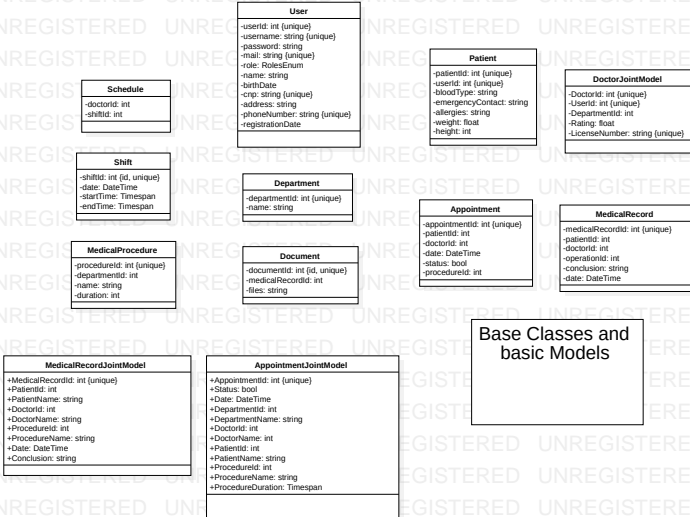 User
-userId: int {unique}
-username: string {unique}
-password: string
-mail: string {unique}
-role: RolesEnum
-name: string
-birthDate
-cnp: string {unique}
-address: string
-phoneNumber: string {unique}
-registrationDate
Patient
-patientId: int {unique}
-userId: int {unique}
-bloodType: string
-emergencyContact: string
-allergies: string
-weight: float
-height: int
DoctorJointModel
-DoctorId: int {unique}
-UserId: int {unique}
-DepartmentId: int
-Rating: float
-LicenseNumber: string {unique}
Schedule
-doctorId: int
-shiftId: int
Shift
-shiftId: int {id, unique}
-date: DateTime
-startTime: Timespan
-endTime: Timespan
Department
-departmentId: int {unique}
-name: string
Appointment
-appointmentId: int {unique}
-patientId: int
-doctorId: int
-date: DateTime
-status: bool
-procedureId: int
MedicalRecord
-medicalRecordId: int {unique}
-patientId: int
-doctorId: int
-operationId: int
-conclusion: string
-date: DateTime
MedicalProcedure
-procedureId: int {unique}
-departmentId: int
-name: string
-duration: int
Document
-documentId: int {id, unique}
-medicalRecordId: int
-files: string
Base Classes and
basic Models
MedicalRecordJointModel
+MedicalRecordId: int {unique}
+PatientId: int
+PatientName: string
+DoctorId: int
+DoctorName: string
+ProcedureId: int
+ProcedureName: string
+Date: DateTime
+Conclusion: string
AppointmentJointModel
+AppointmentId: int {unique}
+Status: bool
+Date: DateTime
+DepartmentId: int
+DepartmentName: string
+DoctorId: int
+DoctorName: int
+PatientId: int
+PatientName: string
+ProcedureId: int
+ProcedureName: string
+ProcedureDuration: Timespan
UNREGISTERED